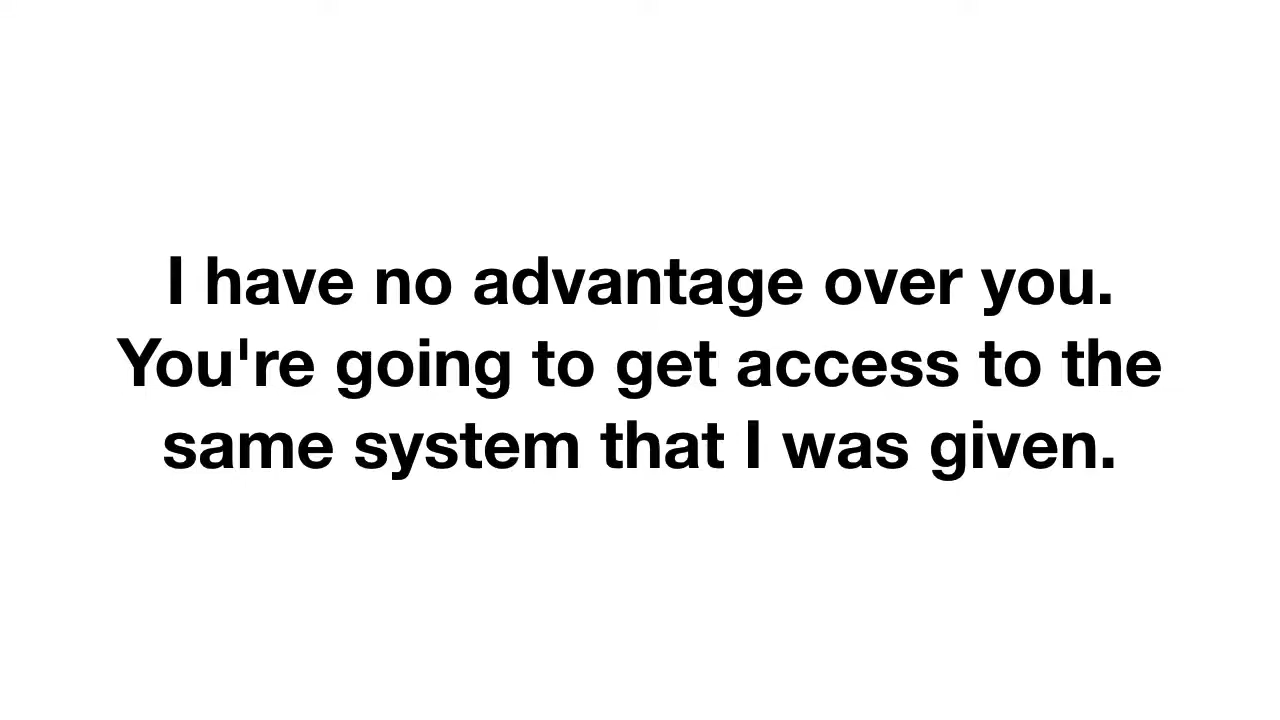 I have no advantage over you.
You're going to get access to the
same system that I was given.